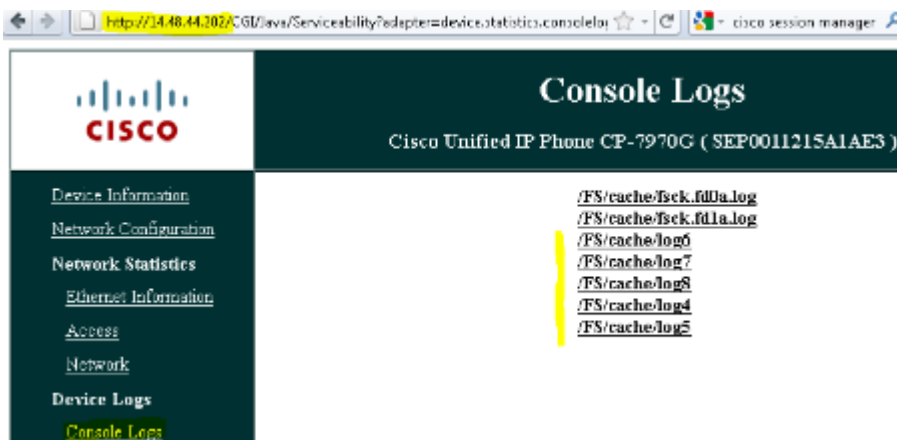 http://14.48.44.202/CGI/Java/Serviceability?adapter=device.statistics.consolelog
cisco session manager
CISCO
Console Logs
Cisco Unified IP Phone CP-7970G ( SEP0011215A1AE3 )
Device Information
Network Configuration
Network Statistics
Ethernet Information
Access
Network
Device Logs
Console Logs
/FS/cache/fsck.fd0a.log
/FS/cache/fsck.fd1a.log
/FS/cache/log6
/FS/cache/log7
/FS/cache/log8
/FS/cache/log4
/FS/cache/log5